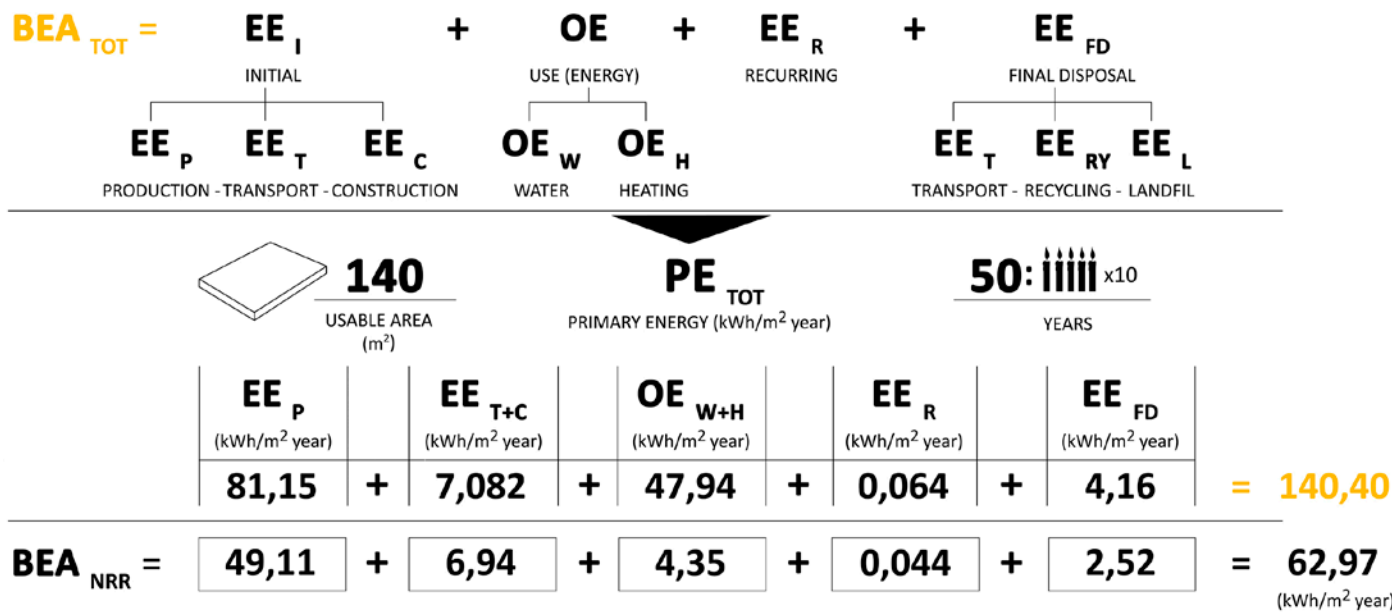 BEA TOT = EE I + OE + EE R + EE FD
INITIAL USE (ENERGY) RECURRING FINAL DISPOSAL
EE P EE T EE C OE W OE H EE T EE RY EE L
PRODUCTION - TRANSPORT - CONSTRUCTION WATER HEATING TRANSPORT - RECYCLING - LANDFIL
140 PE TOT 50: x10
USABLE AREA PRIMARY ENERGY (kWh/m² year) YEARS
(m²)
EE P EE T+C OE W+H EE R EE FD
(kWh/m² year) (kWh/m² year) (kWh/m² year) (kWh/m² year) (kWh/m² year)
81,15 + 7,082 + 47,94 + 0,064 + 4,16 = 140,40
BEA NRR = 49,11 + 6,94 + 4,35 + 0,044 + 2,52 = 62,97
(kWh/m² year)